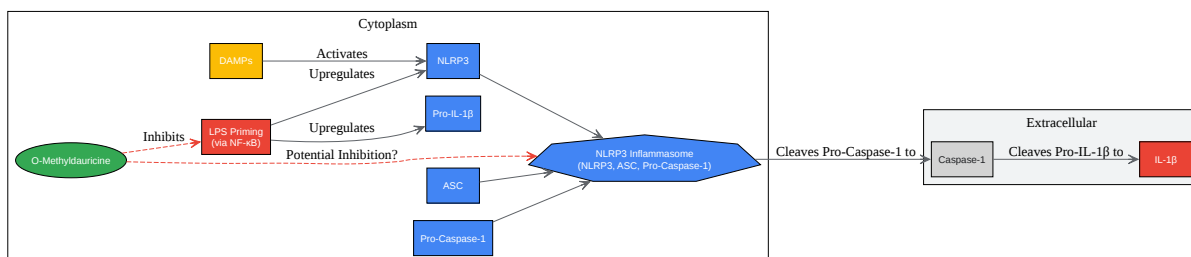 Cytoplasm
DAMPs
Activates
NLRP3
Upregulates
Pro-IL-1β
LPS Priming
(via NF-κB)
Inhibits
Upregulates
O-Methyldauricine
Potential Inhibition?
NLRP3 Inflammasome
(NLRP3, ASC, Pro-Caspase-1)
ASC
Pro-Caspase-1
Cleaves Pro-Caspase-1 to
Extracellular
Caspase-1
Cleaves Pro-IL-1β to
IL-1β